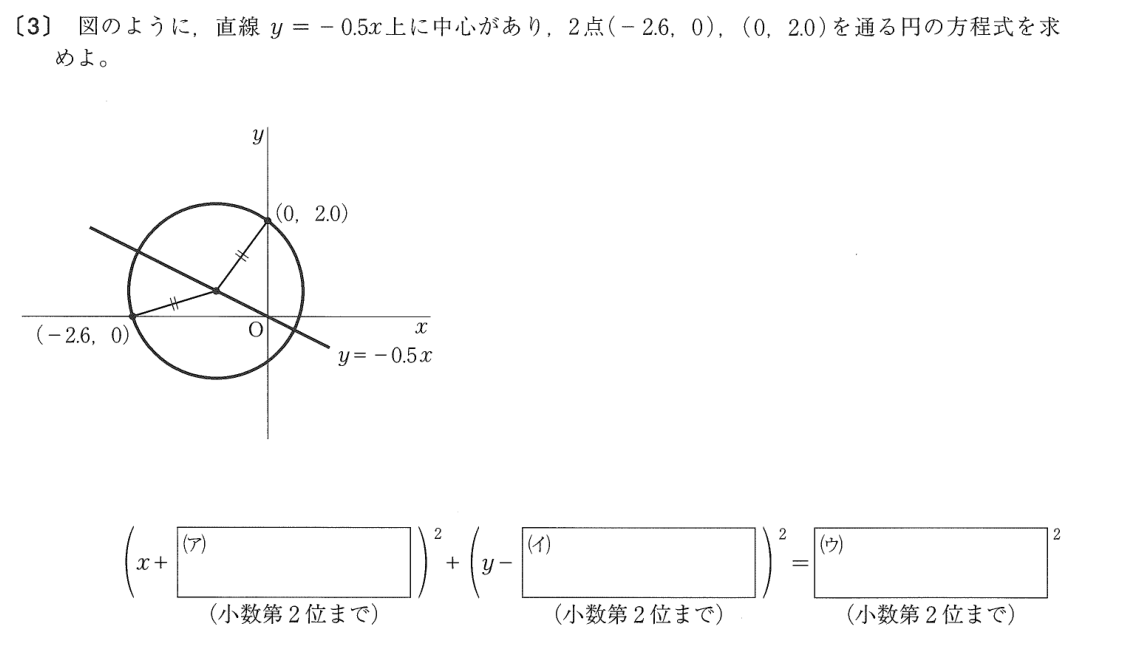 〔3〕 図のように，直線 y = − 0.5x上に中心があり，2点(− 2.6，0)，(0，2.0)を通る円の方程式を求
めよ。
y
(0，2.0)
(−2.6，0)
O
x
y= −0.5x
(x+ (ア) )² + (y− (イ) )² = (ウ) ²
(小数第2位まで) (小数第2位まで) (小数第2位まで)